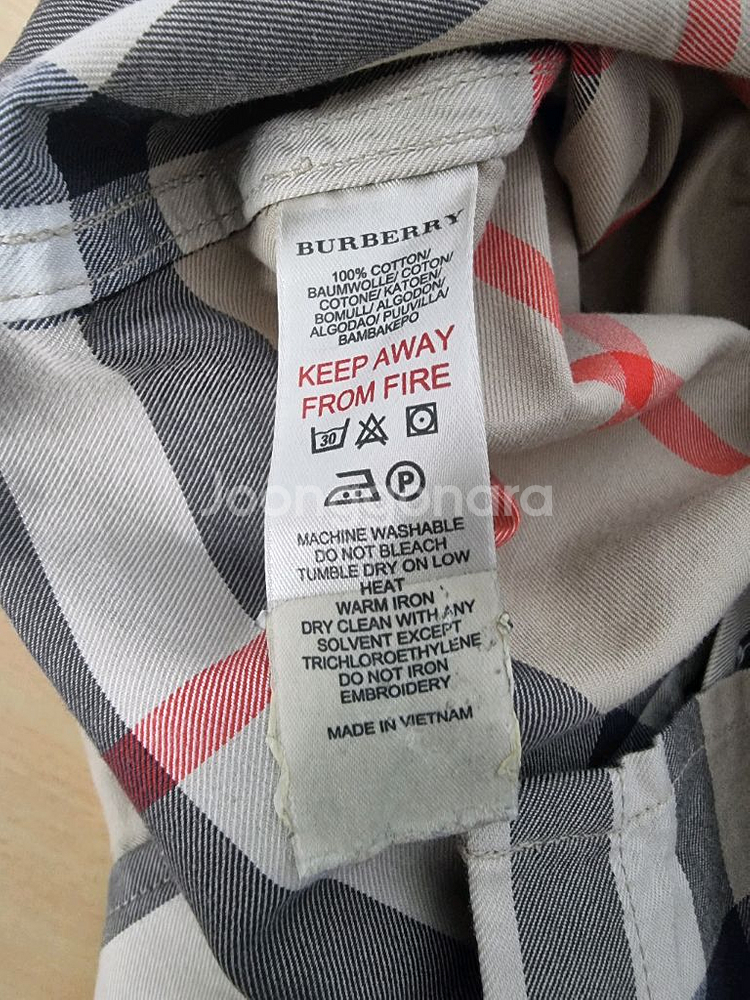 BURBERRY
100% COTTON/
BAUMWOLLE/COTON/
COTONE/ KATOEN/
BOMULL/ ALGODON/
ALGODAO/ PULIVILLA/
BAMBAKEPO
KEEP AWAY
FROM FIRE
30
P
Joonggonara
MACHINE WASHABLE
DO NOT BLEACH
TUMBLE DRY ON LOW
HEAT
WARM IRON
DRY CLEAN WITH ANY
SOLVENT EXCEPT
TRICHLOROETHYLENE
DO NOT IRON
EMBROIDERY
MADE IN VIETNAM